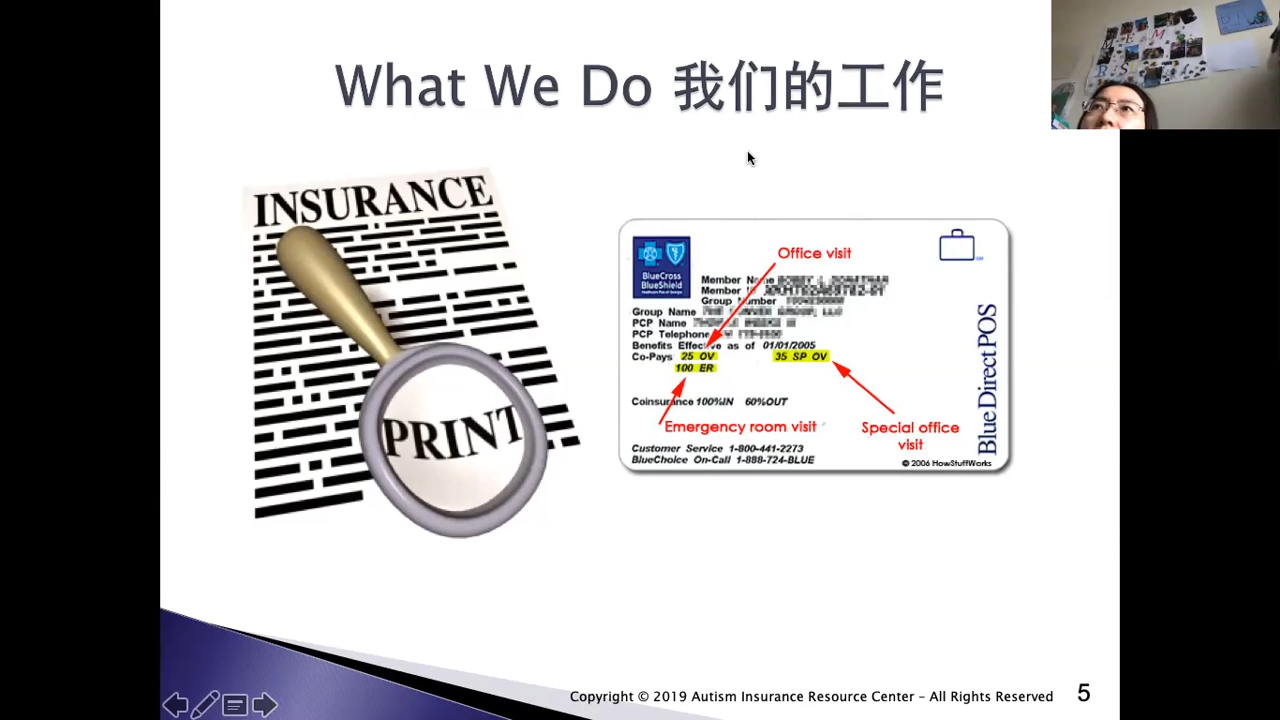 What We Do 我们的工作
INSURANCE
PRINT
BlueCross
BlueShield
Office visit
Member
Member
Group Number
Group Name
PCP Name
PCP Telephone
Benefits Effective as of 01/01/2005
Co-Pays 25 OV 35 SP OV
100 ER
Coinsurance 100%IN 60%OUT
Emergency room visit
Special office
visit
Customer Service 1-800-441-2273
BlueChoice On-Call 1-888-724-BLUE
BlueDirectPOS
© 2006 HowStuffWorks
Copyright © 2019 Autism Insurance Resource Center – All Rights Reserved 5